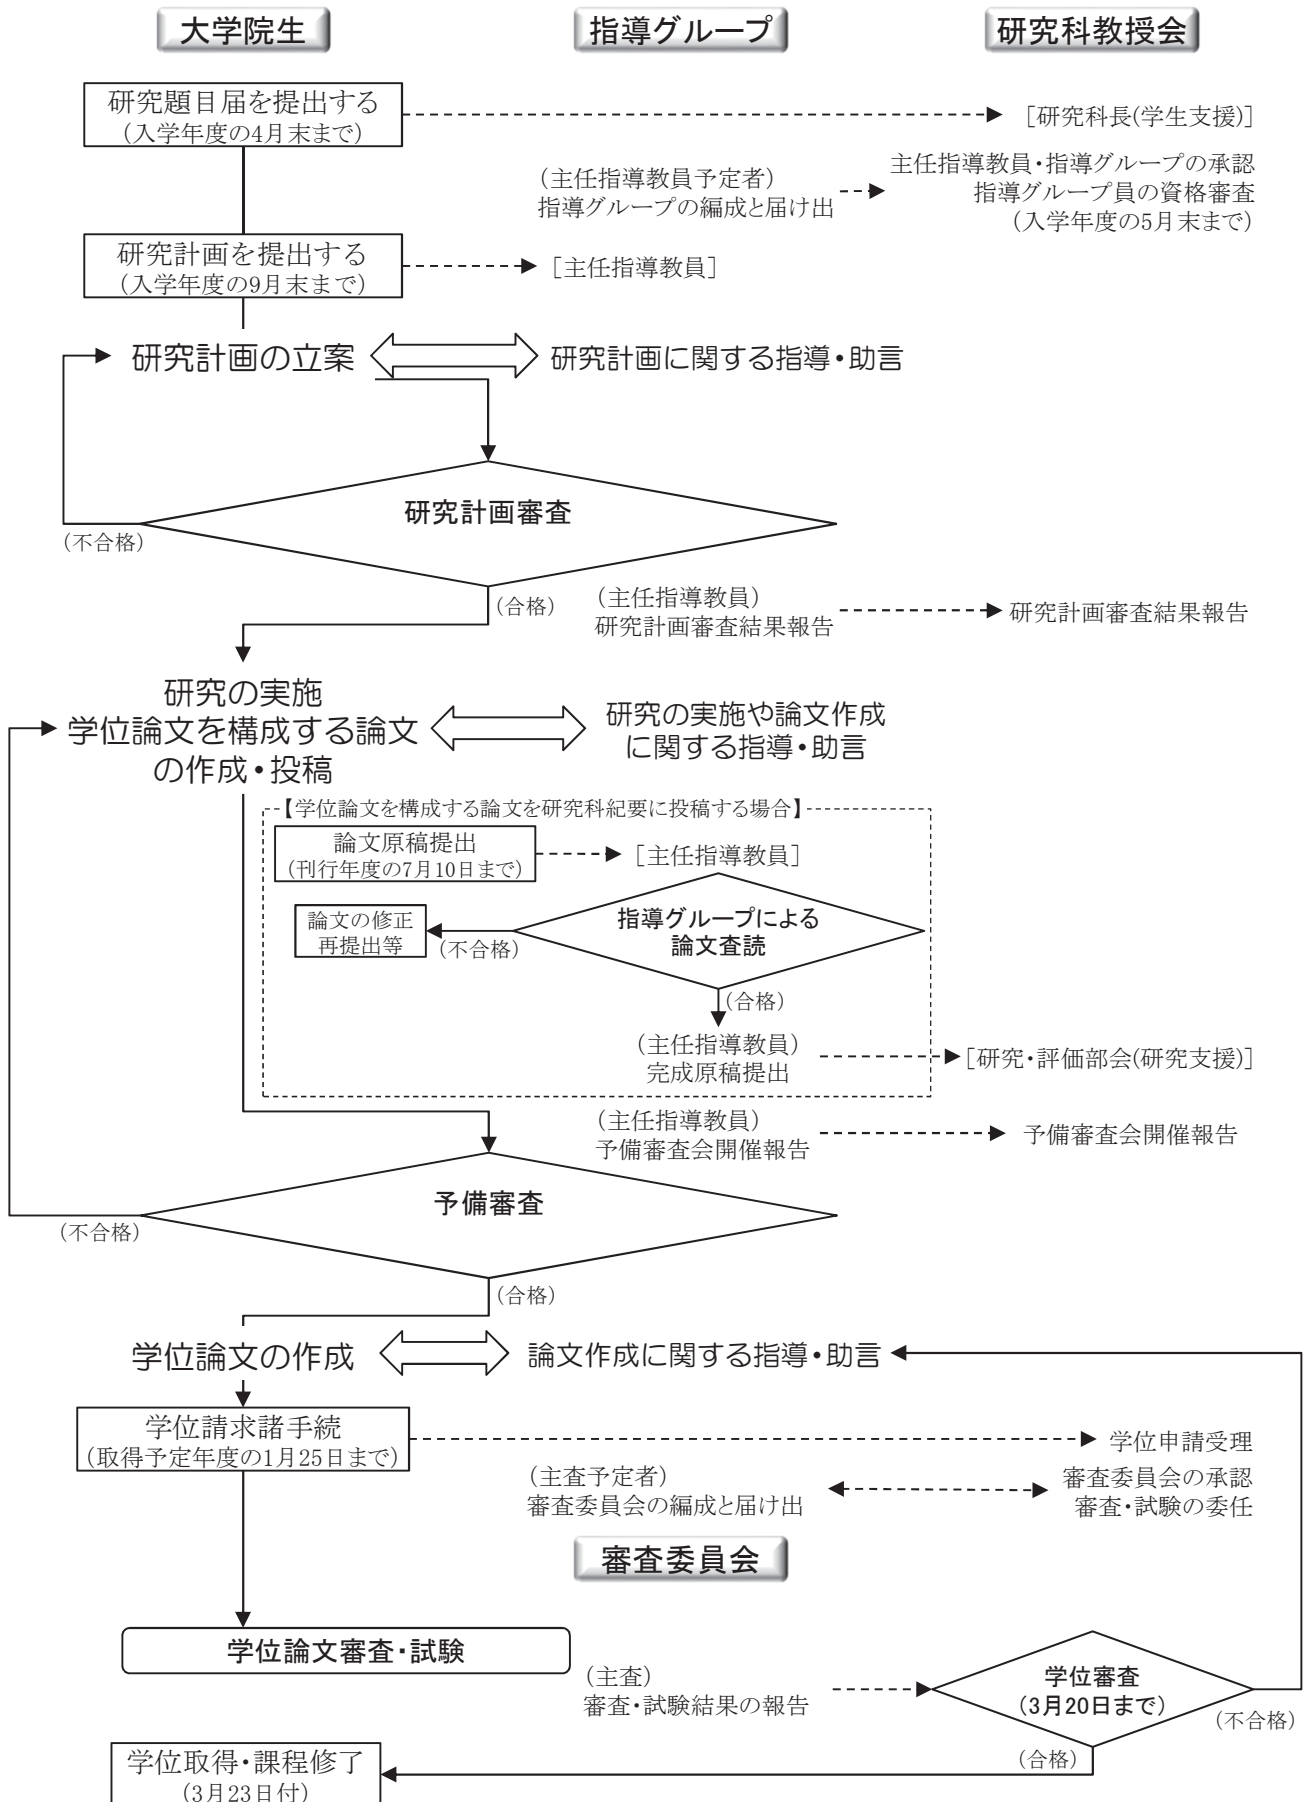 大学院生
指導グループ
研究科教授会
研究題目届を提出する
(入学年度の4月末まで)
[研究科長(学生支援)]
(主任指導教員予定者)
指導グループの編成と届け出
主任指導教員・指導グループの承認
指導グループ員の資格審査
(入学年度の5月末まで)
研究計画を提出する
(入学年度の9月末まで)
[主任指導教員]
研究計画の立案
研究計画に関する指導・助言
研究計画審査
(不合格)
(合格)
(主任指導教員)
研究計画審査結果報告
研究計画審査結果報告
研究の実施
学位論文を構成する論文
の作成・投稿
研究の実施や論文作成
に関する指導・助言
【学位論文を構成する論文を研究科紀要に投稿する場合】
論文原稿提出
(刊行年度の7月10日まで)
[主任指導教員]
指導グループによる
論文査読
論文の修正
再提出等
(不合格)
(合格)
(主任指導教員)
完成原稿提出
[研究・評価部会(研究支援)]
(主任指導教員)
予備審査会開催報告
予備審査会開催報告
予備審査
(不合格)
(合格)
学位論文の作成
論文作成に関する指導・助言
学位請求諸手続
(取得予定年度の1月25日まで)
学位申請受理
(主査予定者)
審査委員会の編成と届け出
審査委員会の承認
審査・試験の委任
審査委員会
学位論文審査・試験
(主査)
審査・試験結果の報告
学位審査
(3月20日まで)
(不合格)
(合格)
学位取得・課程修了
(3月23日付)